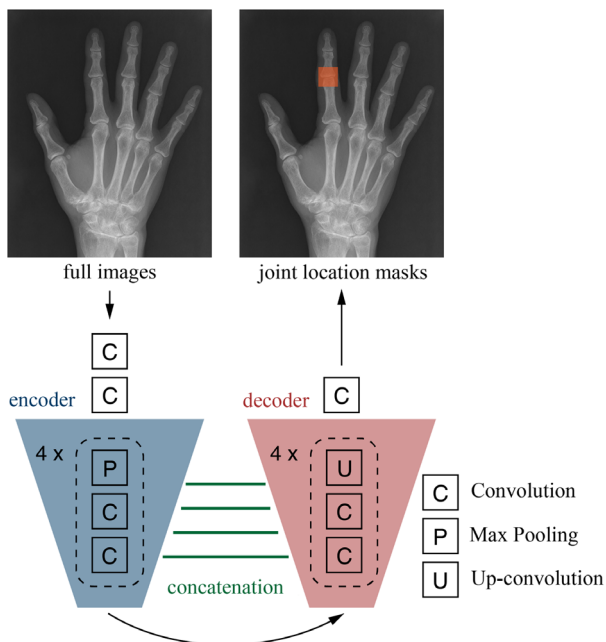 full images
joint location masks
C
C
encoder
decoder
C
4 x
P
C
C
4 x
U
C
C
concatenation
C Convolution
P Max Pooling
U Up-convolution